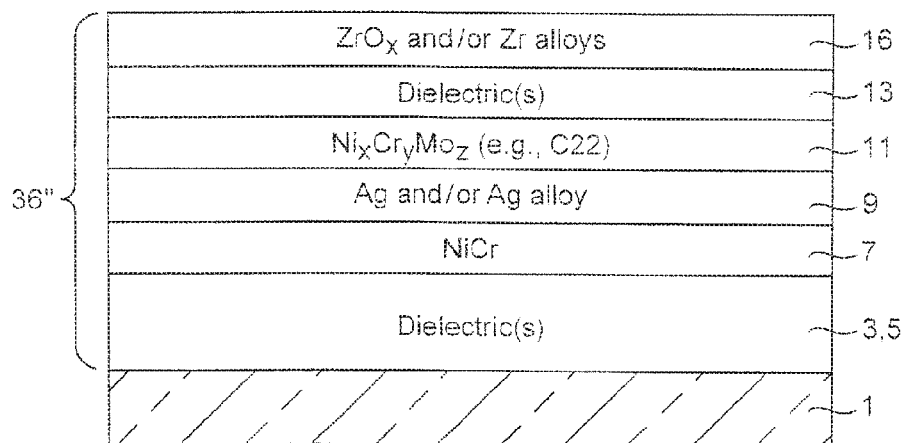 ZrOx and/or Zr alloys 16
Dielectric(s) 13
NixCryMoz (e.g., C22) 11
36" Ag and/or Ag alloy 9
NiCr 7
Dielectric(s) 3,5
1